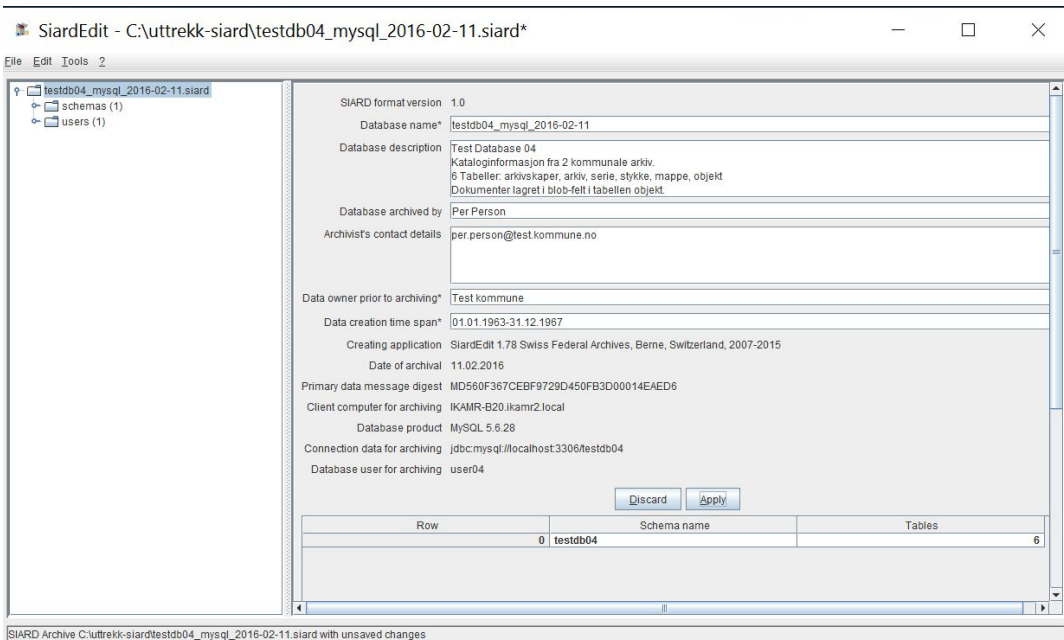 SiardEdit - C:\uttrekk-siard\testdb04_mysql_2016-02-11.siard*
File Edit Tools ?
testdb04_mysql_2016-02-11.siard
schemas (1)
users (1)
SIARD format version 1.0
Database name* testdb04_mysql_2016-02-11
Database description Test Database 04
Kataloginformasjon fra 2 kommunale arkiv.
6 Tabeller: arkivskaper, arkiv, serie, stykke, mappe, objekt
Dokumenter lagret i blob-felt i tabellen objekt.
Database archived by Per Person
Archivist's contact details per.person@test.kommune.no
Data owner prior to archiving* Test kommune
Data creation time span* 01.01.1963-31.12.1967
Creating application SiardEdit 1.78 Swiss Federal Archives, Berne, Switzerland, 2007-2015
Date of archival 11.02.2016
Primary data message digest MD560F367CEBF9729D450FB3D00014EAED6
Client computer for archiving IKAMR-B20.ikamr2.local
Database product MySQL 5.6.28
Connection data for archiving jdbc:mysql://localhost:3306/testdb04
Database user for archiving user04
Discard Apply
Row Schema name Tables
0 testdb04 6
SIARD Archive C:\uttrekk-siard\testdb04_mysql_2016-02-11.siard with unsaved changes